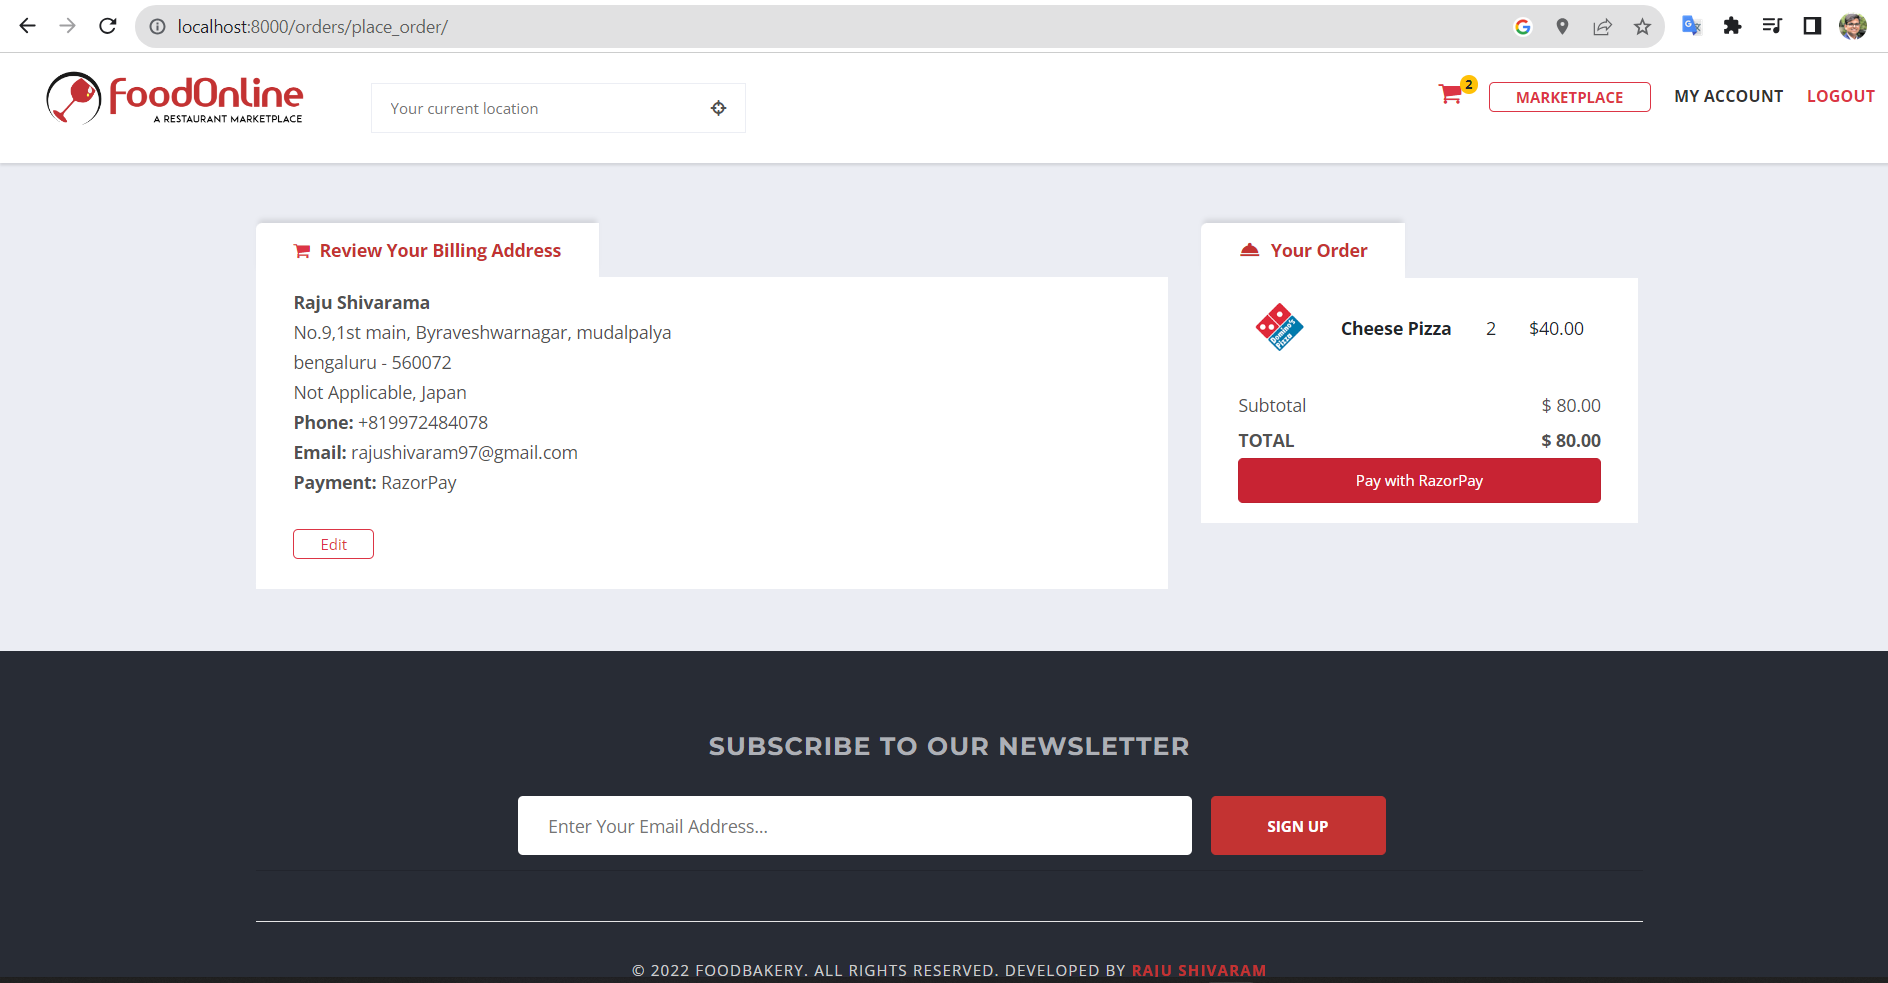 localhost:8000/orders/place_order/
FoodOnline
A RESTAURANT MARKETPLACE
Your current location
2
MARKETPLACE
MY ACCOUNT
LOGOUT
Review Your Billing Address
Raju Shivarama
No.9,1st main, Byraveshwarnagar, mudalpalya
bengaluru - 560072
Not Applicable, Japan
Phone: +819972484078
Email: rajushivaram97@gmail.com
Payment: RazorPay
Edit
Your Order
Domino's
Pizza
Cheese Pizza 2 $40.00
Subtotal $ 80.00
TOTAL $ 80.00
Pay with RazorPay
SUBSCRIBE TO OUR NEWSLETTER
Enter Your Email Address...
SIGN UP
© 2022 FOODBAKERY. ALL RIGHTS RESERVED. DEVELOPED BY RAJU SHIVARAM